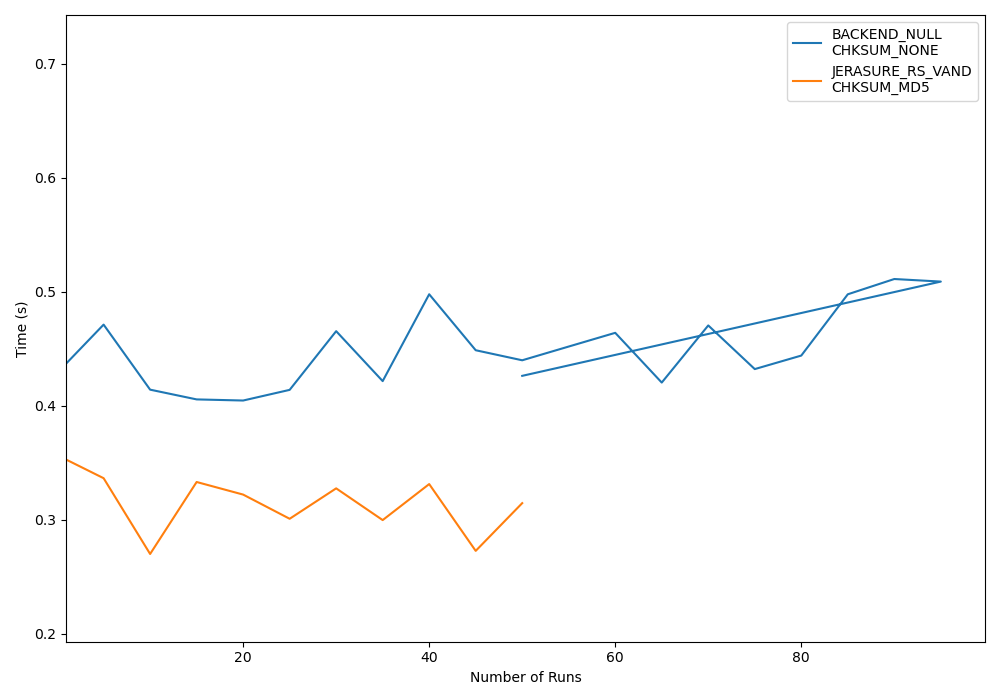 BACKEND_NULL
CHKSUM_NONE
JERASURE_RS_VAND
CHKSUM_MD5
0.7
0.6
0.5
0.4
0.3
0.2
Time (s)
20 40 60 80
Number of Runs